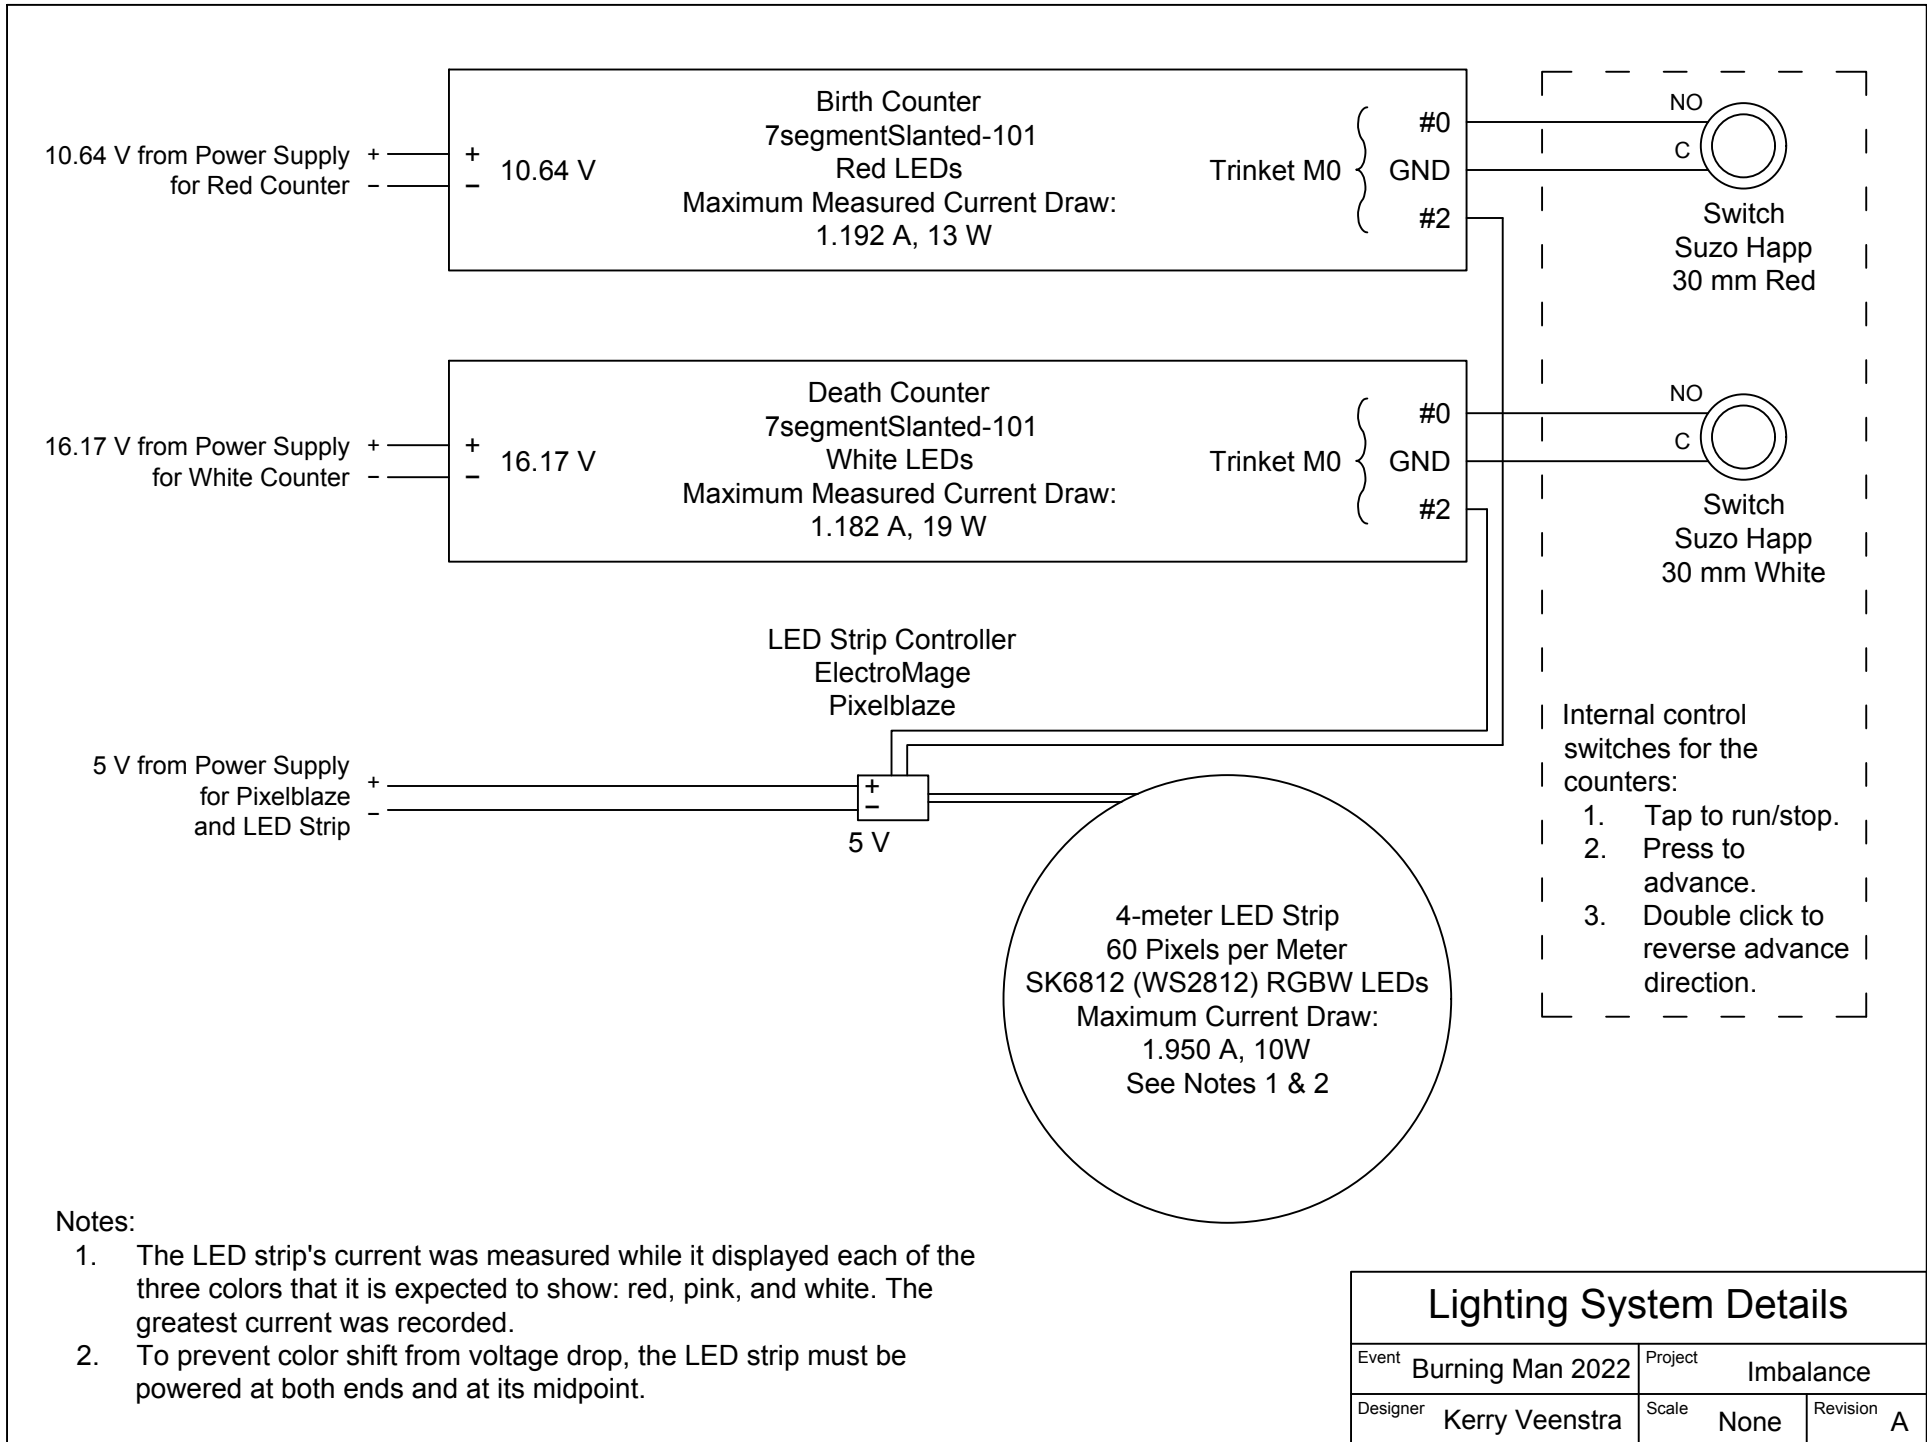 Birth Counter
7segmentSlanted-101
Red LEDs
Maximum Measured Current Draw:
1.192 A, 13 W
10.64 V from Power Supply
for Red Counter
+
−
+
−
10.64 V
Trinket M0
#0
GND
#2
NO
C
Switch
Suzo Happ
30 mm Red
Death Counter
7segmentSlanted-101
White LEDs
Maximum Measured Current Draw:
1.182 A, 19 W
16.17 V from Power Supply
for White Counter
+
−
+
−
16.17 V
Trinket M0
#0
GND
#2
NO
C
Switch
Suzo Happ
30 mm White
LED Strip Controller
ElectroMage
Pixelblaze
5 V from Power Supply
for Pixelblaze
and LED Strip
+
−
+
−
5 V
Internal control
switches for the
counters:
1. Tap to run/stop.
2. Press to
advance.
3. Double click to
reverse advance
direction.
4-meter LED Strip
60 Pixels per Meter
SK6812 (WS2812) RGBW LEDs
Maximum Current Draw:
1.950 A, 10W
See Notes 1 & 2
Notes:
1. The LED strip's current was measured while it displayed each of the
three colors that it is expected to show: red, pink, and white. The
greatest current was recorded.
2. To prevent color shift from voltage drop, the LED strip must be
powered at both ends and at its midpoint.
Lighting System Details
Event Burning Man 2022 Project Imbalance
Designer Kerry Veenstra Scale None Revision A